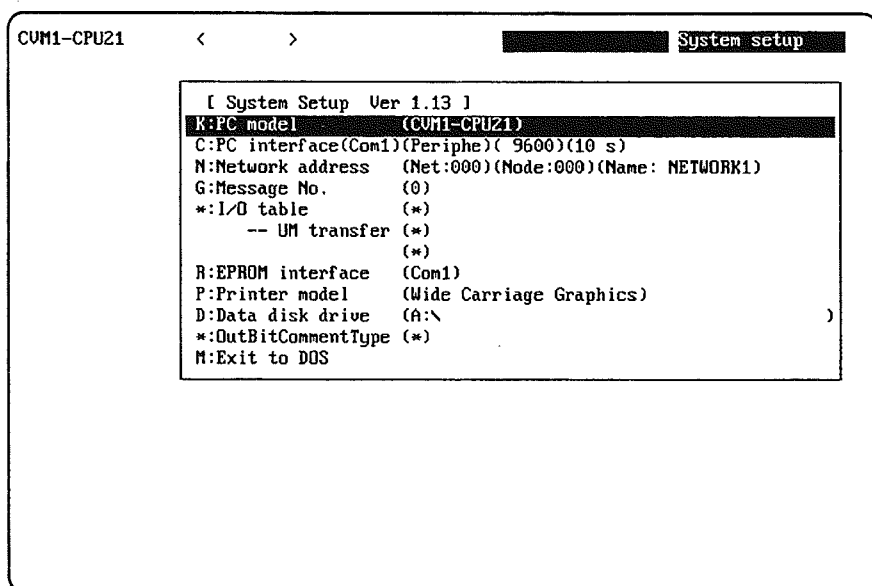 CVM1-CPU21 < > System setup
[ System Setup Ver 1.13 ]
K:PC model (CVM1-CPU21)
C:PC interface(Com1)(Periphe)( 9600)(10 s)
N:Network address (Net:000)(Node:000)(Name: NETWORK1)
G:Message No. (0)
*:I/O table (*)
-- UM transfer (*)
(*)
R:EPROM interface (Com1)
P:Printer model (Wide Carriage Graphics)
D:Data disk drive (A:\ )
*:OutBitCommentType (*)
M:Exit to DOS